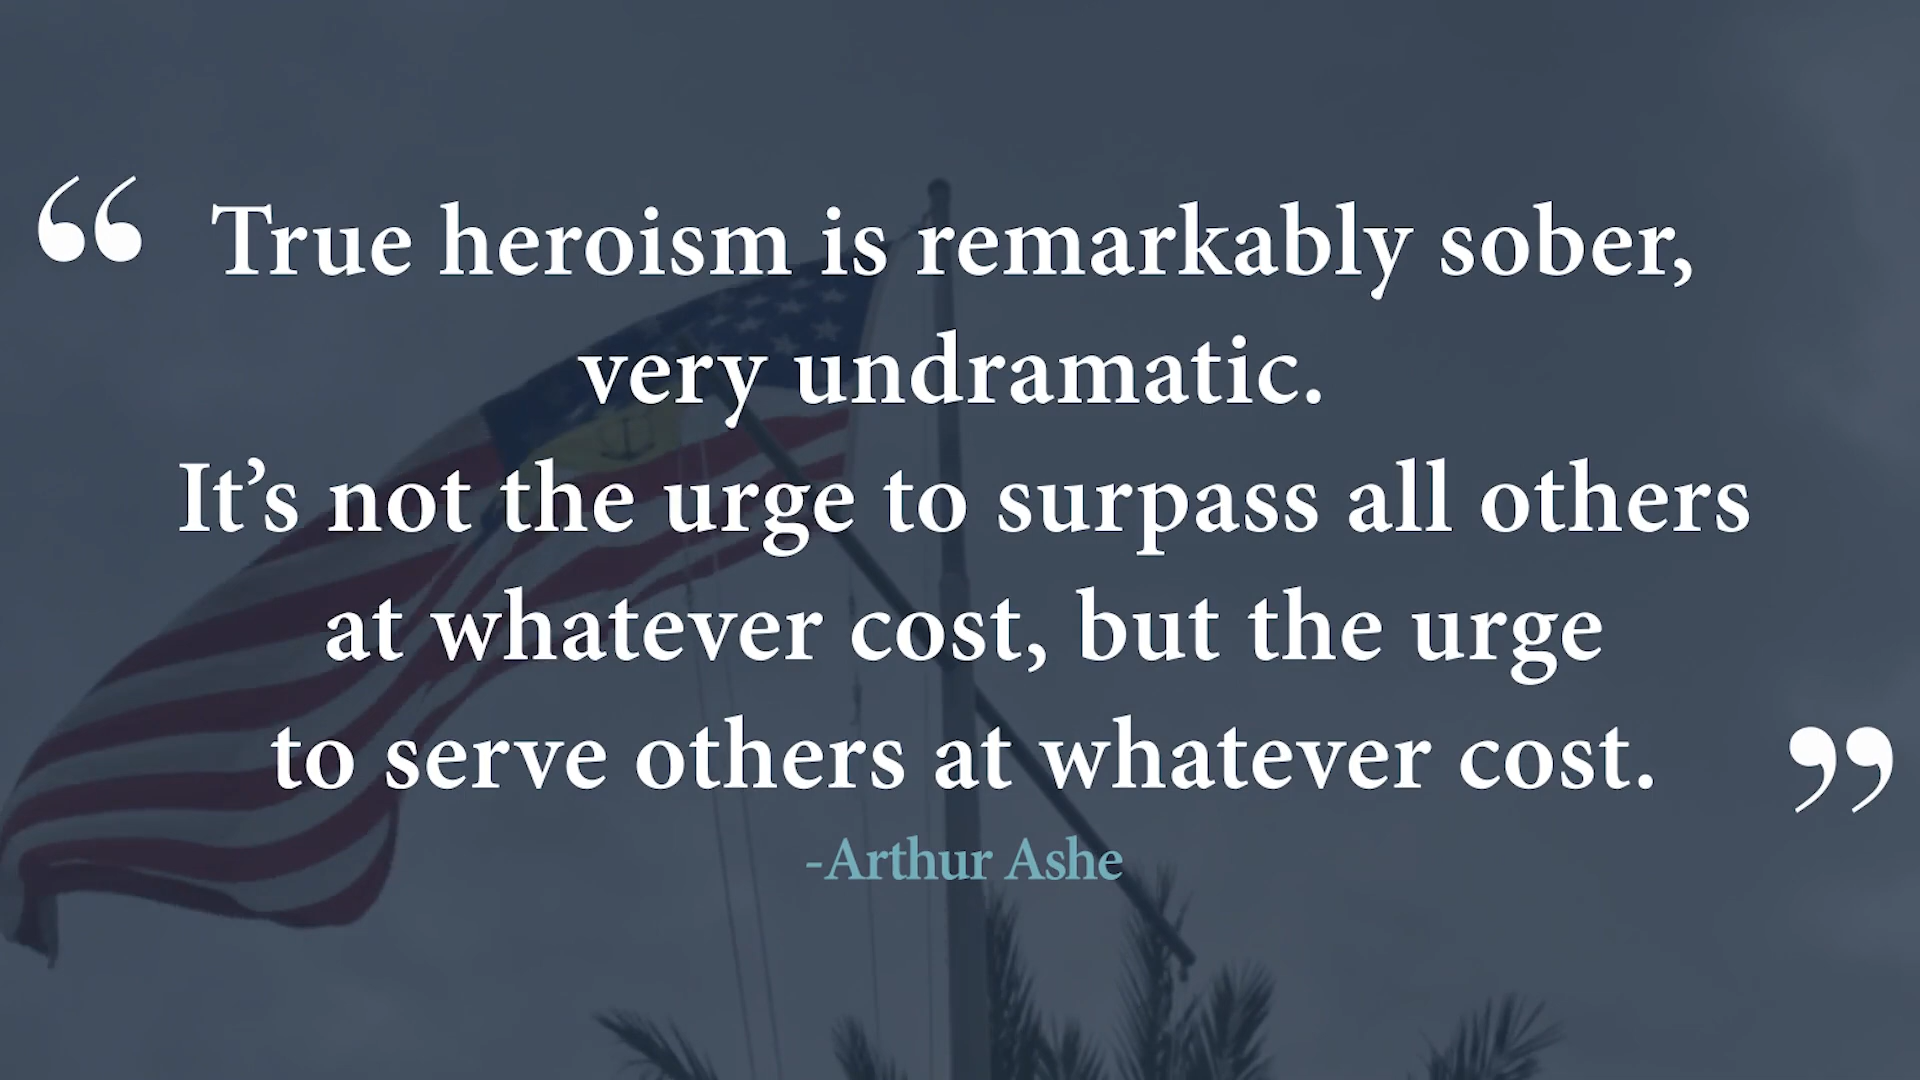 “True heroism is remarkably sober,
very undramatic.
It’s not the urge to surpass all others
at whatever cost, but the urge
to serve others at whatever cost.”
-Arthur Ashe